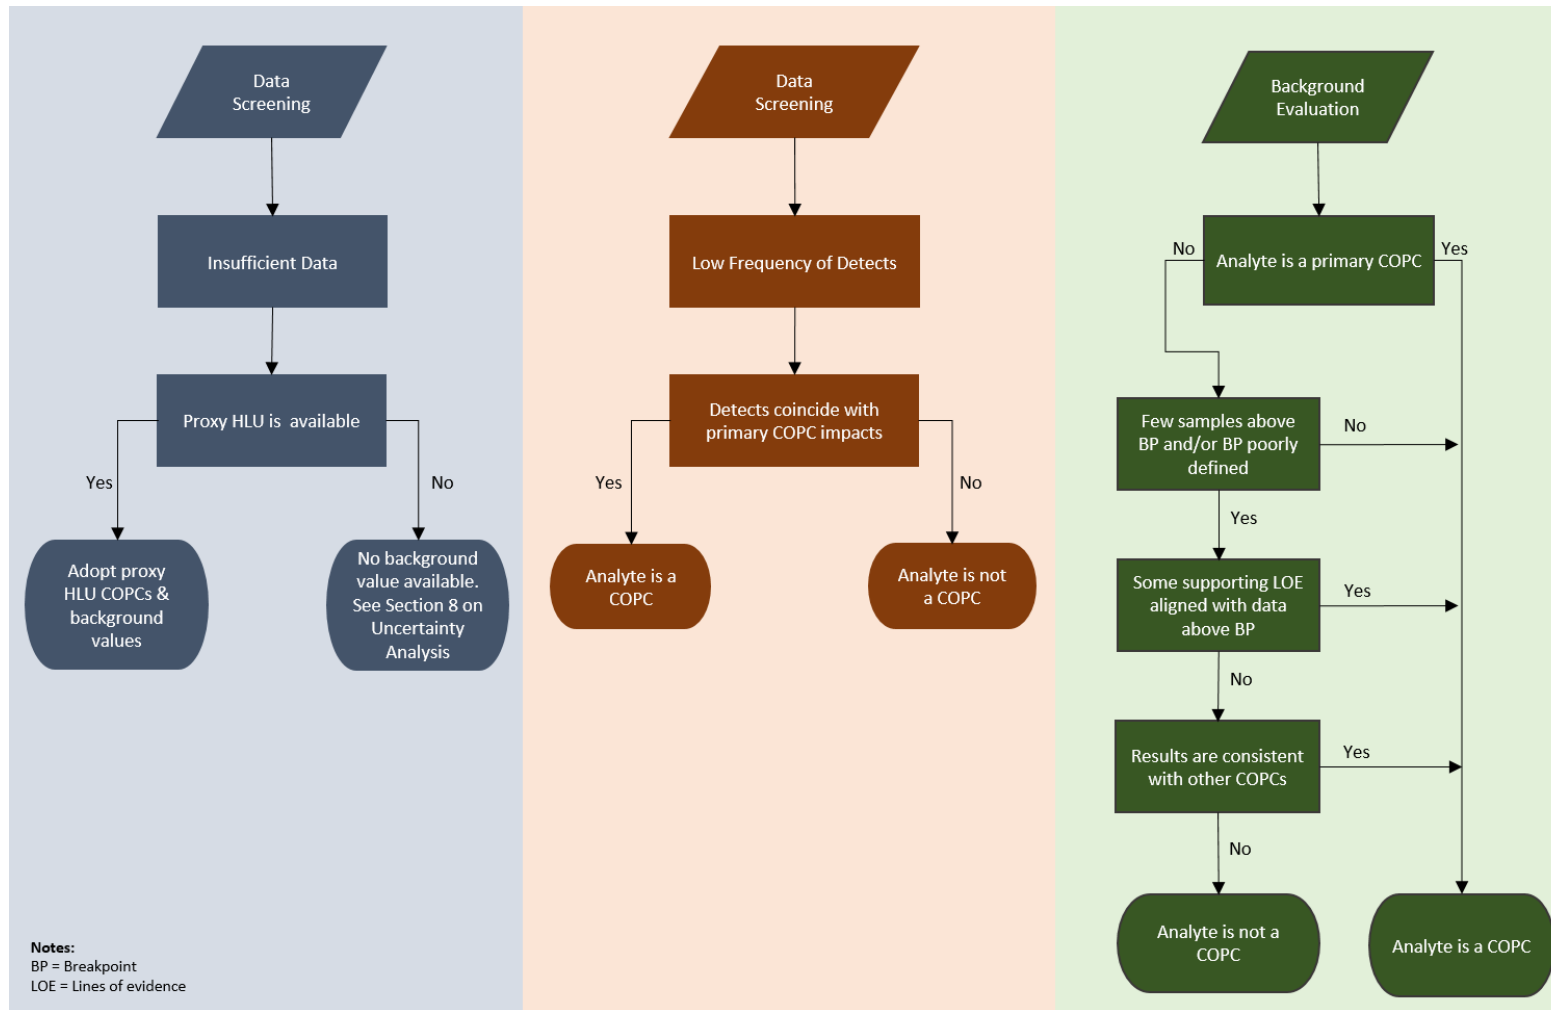 Data
Screening
Insufficient Data
Proxy HLU is available
Yes
No
Adopt proxy
HLU COPCs &
background
values
No background
value available.
See Section 8 on
Uncertainty
Analysis
Notes:
BP = Breakpoint
LOE = Lines of evidence
Data
Screening
Low Frequency of Detects
Detects coincide with
primary COPC impacts
Yes
No
Analyte is a
COPC
Analyte is not
a COPC
Background
Evaluation
No
Analyte is a primary COPC
Yes
Few samples above
BP and/or BP poorly
defined
No
Yes
Some supporting LOE
aligned with data
above BP
Yes
No
Results are consistent
with other COPCs
Yes
No
Analyte is not a
COPC
Analyte is a COPC